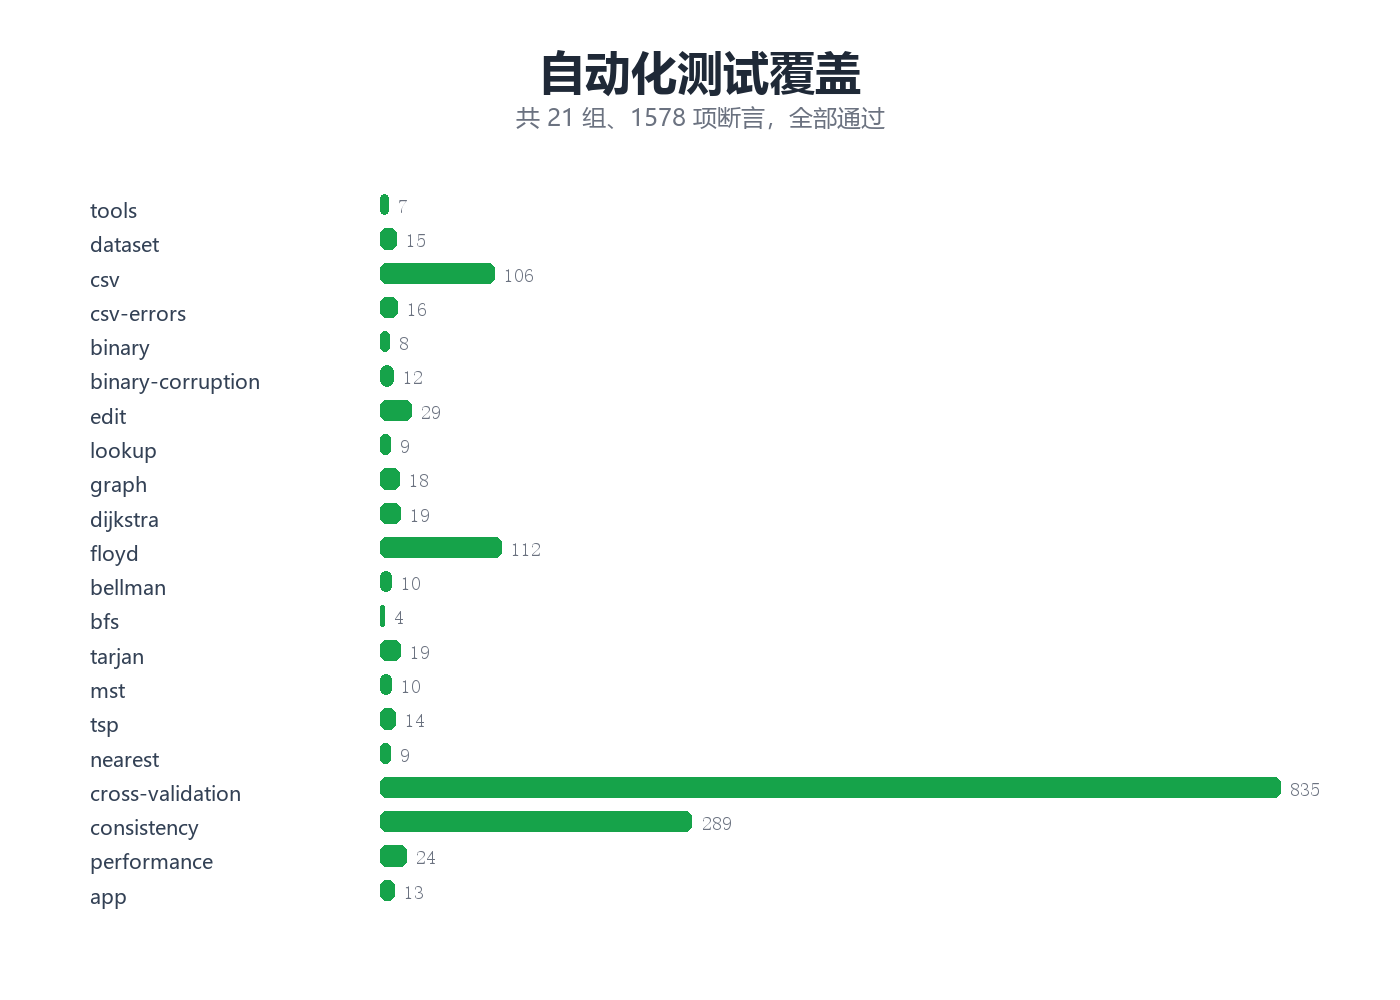 自动化测试覆盖
共 21 组、1578 项断言，全部通过
tools 7
dataset 15
csv 106
csv-errors 16
binary 8
binary-corruption 12
edit 29
lookup 9
graph 18
dijkstra 19
floyd 112
bellman 10
bfs 4
tarjan 19
mst 10
tsp 14
nearest 9
cross-validation 835
consistency 289
performance 24
app 13